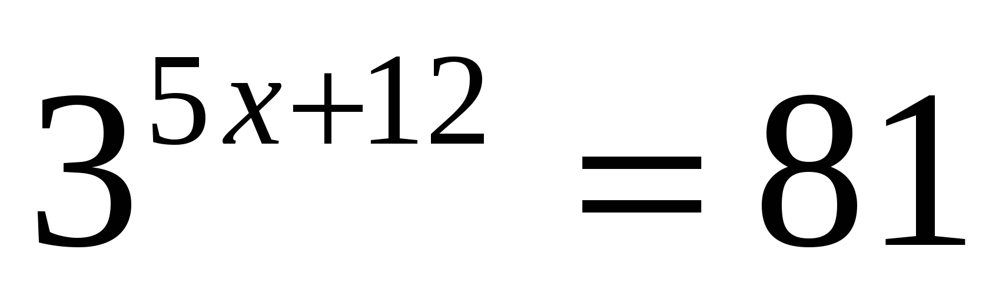 3^{5x+12} = 81